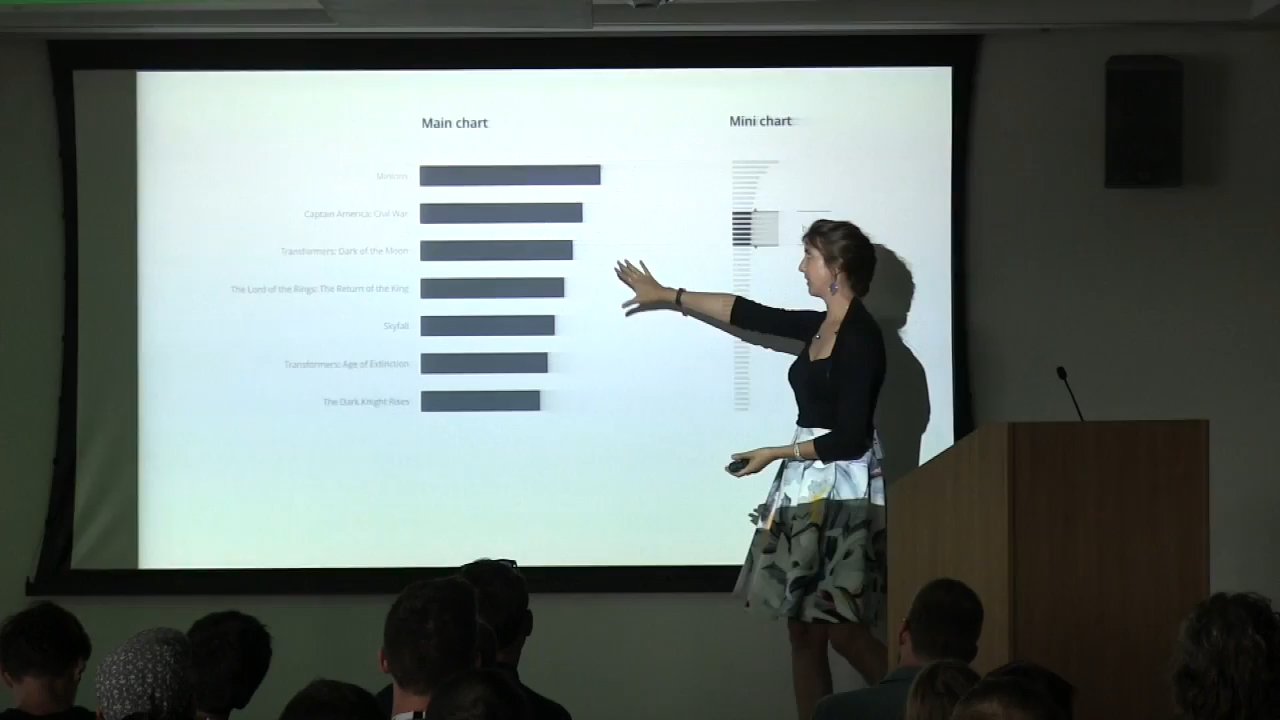 Main chart
Mini chart
Minions
Captain America: Civil War
Transformers: Dark of the Moon
The Lord of the Rings: The Return of the King
Skyfall
Transformers: Age of Extinction
The Dark Knight Rises